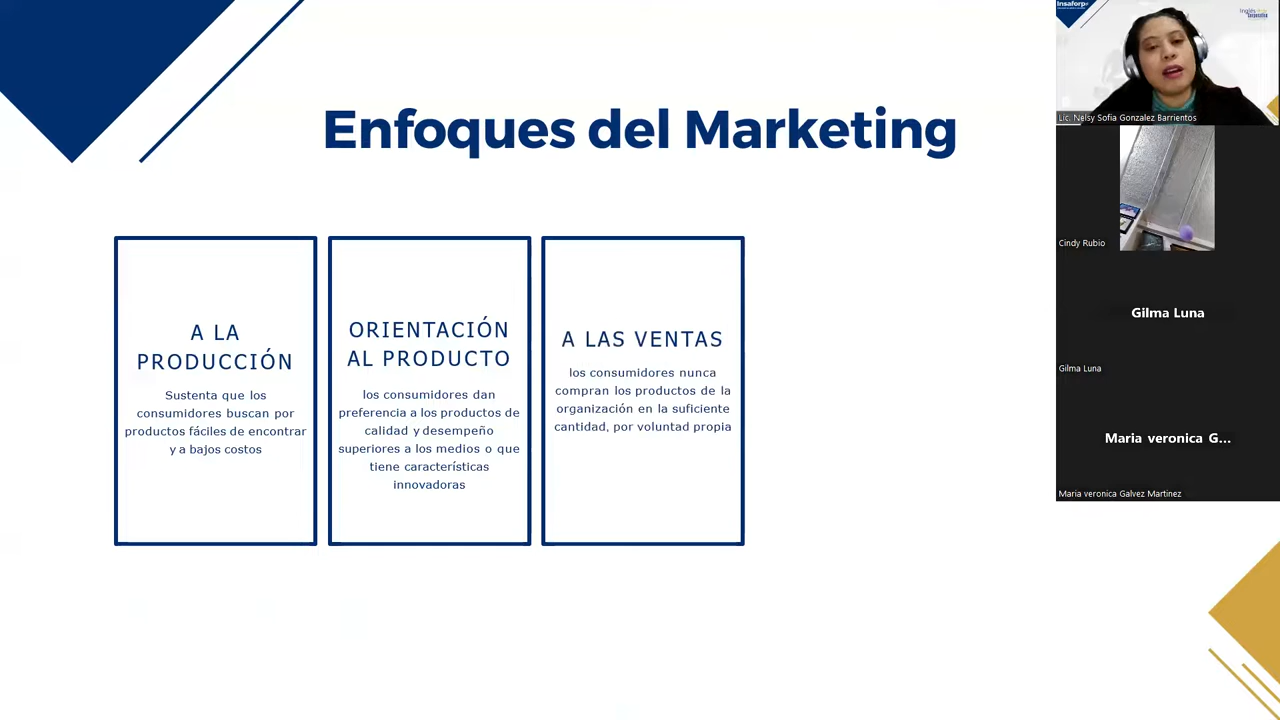 Enfoques del Marketing
A LA
PRODUCCIÓN
Sustenta que los
consumidores buscan por
productos fáciles de encontrar
y a bajos costos
ORIENTACIÓN
AL PRODUCTO
los consumidores dan
preferencia a los productos de
calidad y desempeño
superiores a los medios o que
tiene características
innovadoras
A LAS VENTAS
los consumidores nunca
compran los productos de la
organización en la suficiente
cantidad, por voluntad propia
Insaforp
Inglés
Lic. Nelsy Sofia Gonzalez Barrientos
Cindy Rubio
Gilma Luna
Gilma Luna
Maria veronica G...
Maria veronica Galvez Martinez